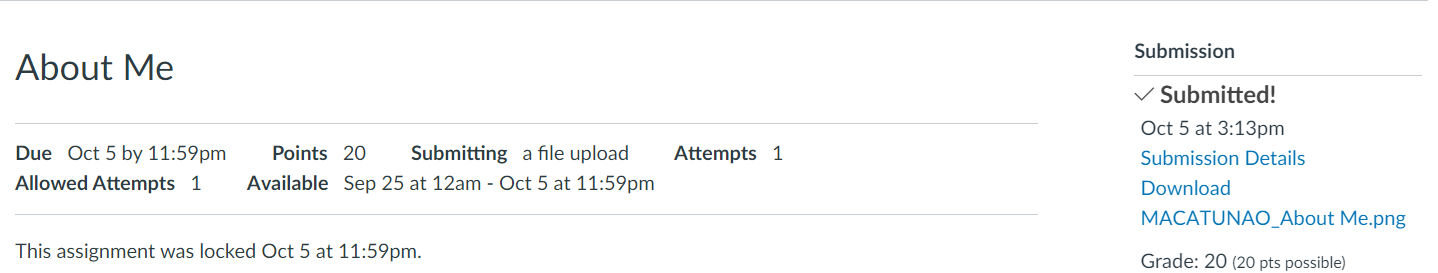 About Me
Due Oct 5 by 11:59pm Points 20 Submitting a file upload Attempts 1
Allowed Attempts 1 Available Sep 25 at 12am - Oct 5 at 11:59pm
This assignment was locked Oct 5 at 11:59pm.
Submission
Submitted!
Oct 5 at 3:13pm
Submission Details
Download
MACATUNAO_About Me.png
Grade: 20 (20 pts possible)